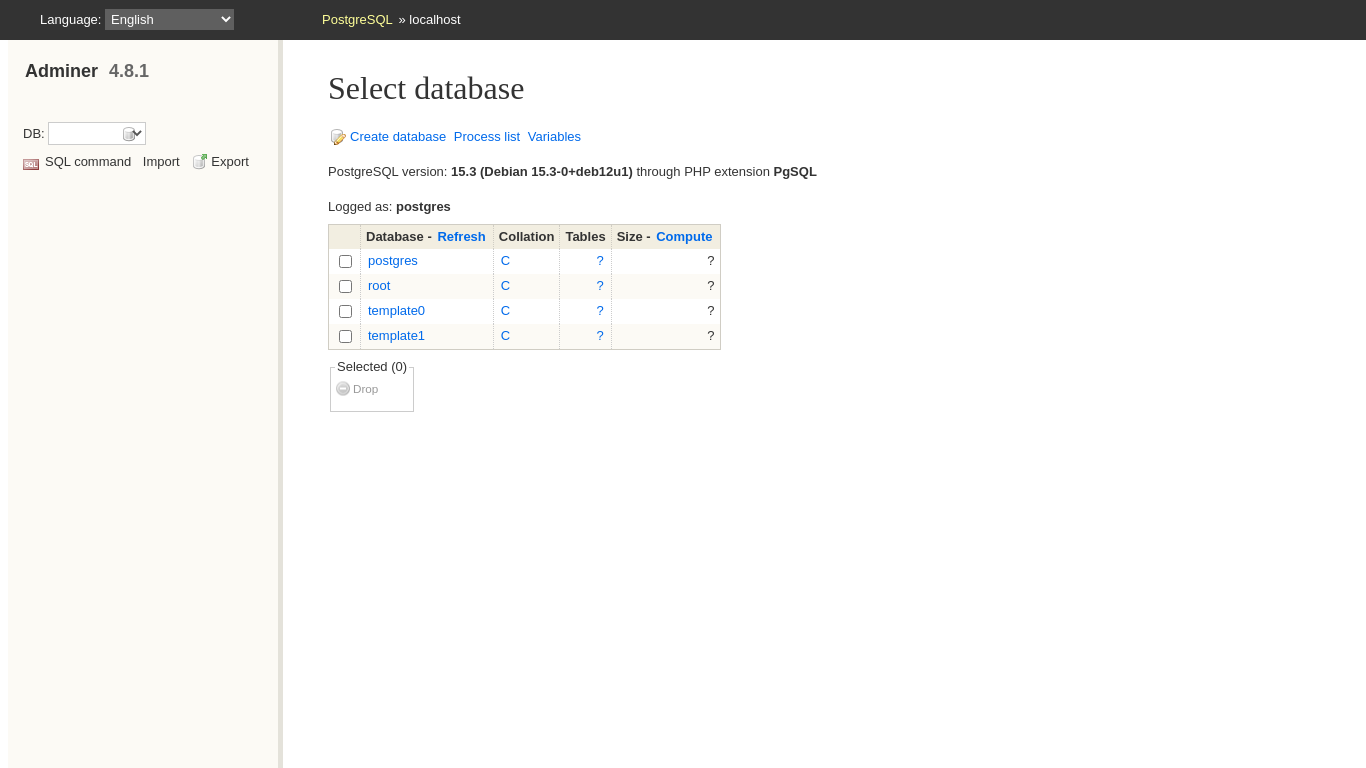 Language: English
PostgreSQL » localhost
Adminer 4.8.1
DB:
SQL SQL command Import Export
Select database
Create database Process list Variables
PostgreSQL version: 15.3 (Debian 15.3-0+deb12u1) through PHP extension PgSQL
Logged as: postgres
Database - Refresh Collation Tables Size - Compute
postgres C ? ?
root C ? ?
template0 C ? ?
template1 C ? ?
Selected (0)
Drop